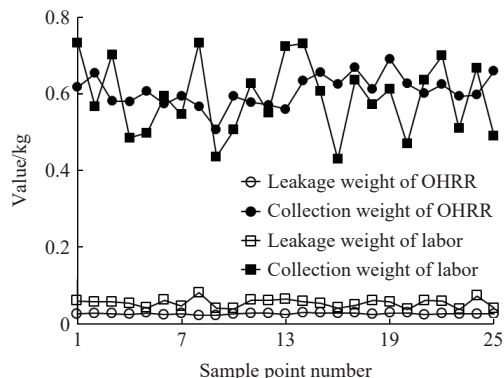 Value/kg
0.8
0.6
0.4
0.2
0
Leakage weight of OHRR
Collection weight of OHRR
Leakage weight of labor
Collection weight of labor
1 7 13 19 25
Sample point number